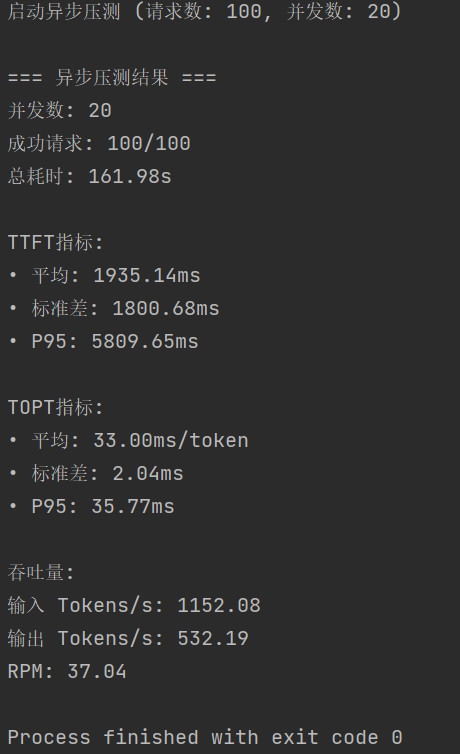 启动异步压测 (请求数: 100, 并发数: 20)
=== 异步压测结果 ===
并发数: 20
成功请求: 100/100
总耗时: 161.98s
TTFT指标:
• 平均: 1935.14ms
• 标准差: 1800.68ms
• P95: 5809.65ms
TOPT指标:
• 平均: 33.00ms/token
• 标准差: 2.04ms
• P95: 35.77ms
吞吐量:
输入 Tokens/s: 1152.08
输出 Tokens/s: 532.19
RPM: 37.04
Process finished with exit code 0